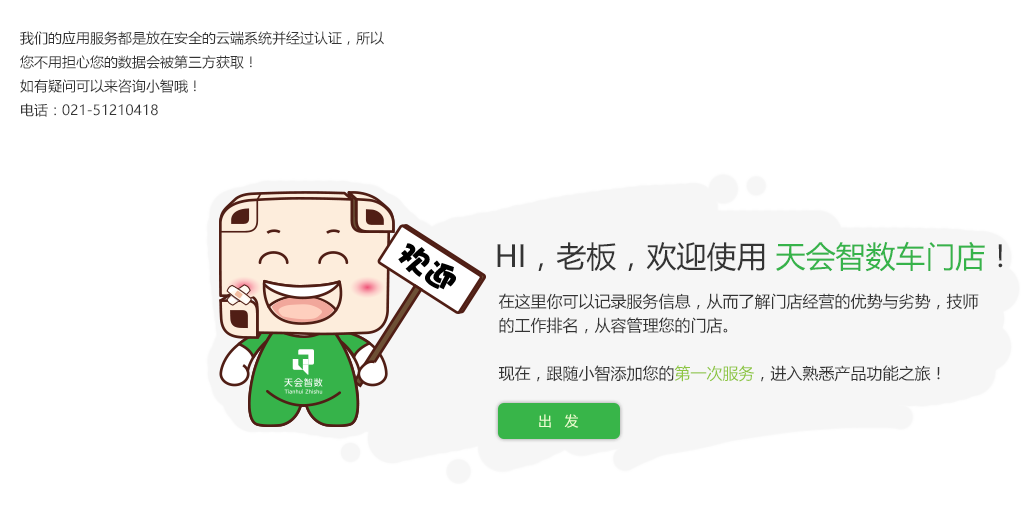 我们的应用服务都是放在安全的云端系统并经过认证，所以
您不用担心您的数据会被第三方获取！
如有疑问可以来咨询小智哦！
电话：021-51210418
欢迎
HI，老板，欢迎使用 天会智数车门店！
在这里你可以记录服务信息，从而了解门店经营的优势与劣势，技师
的工作排名，从容管理您的门店。
天会智数
Tianhui Zhishu
现在，跟随小智添加您的第一次服务，进入熟悉产品功能之旅！
出 发